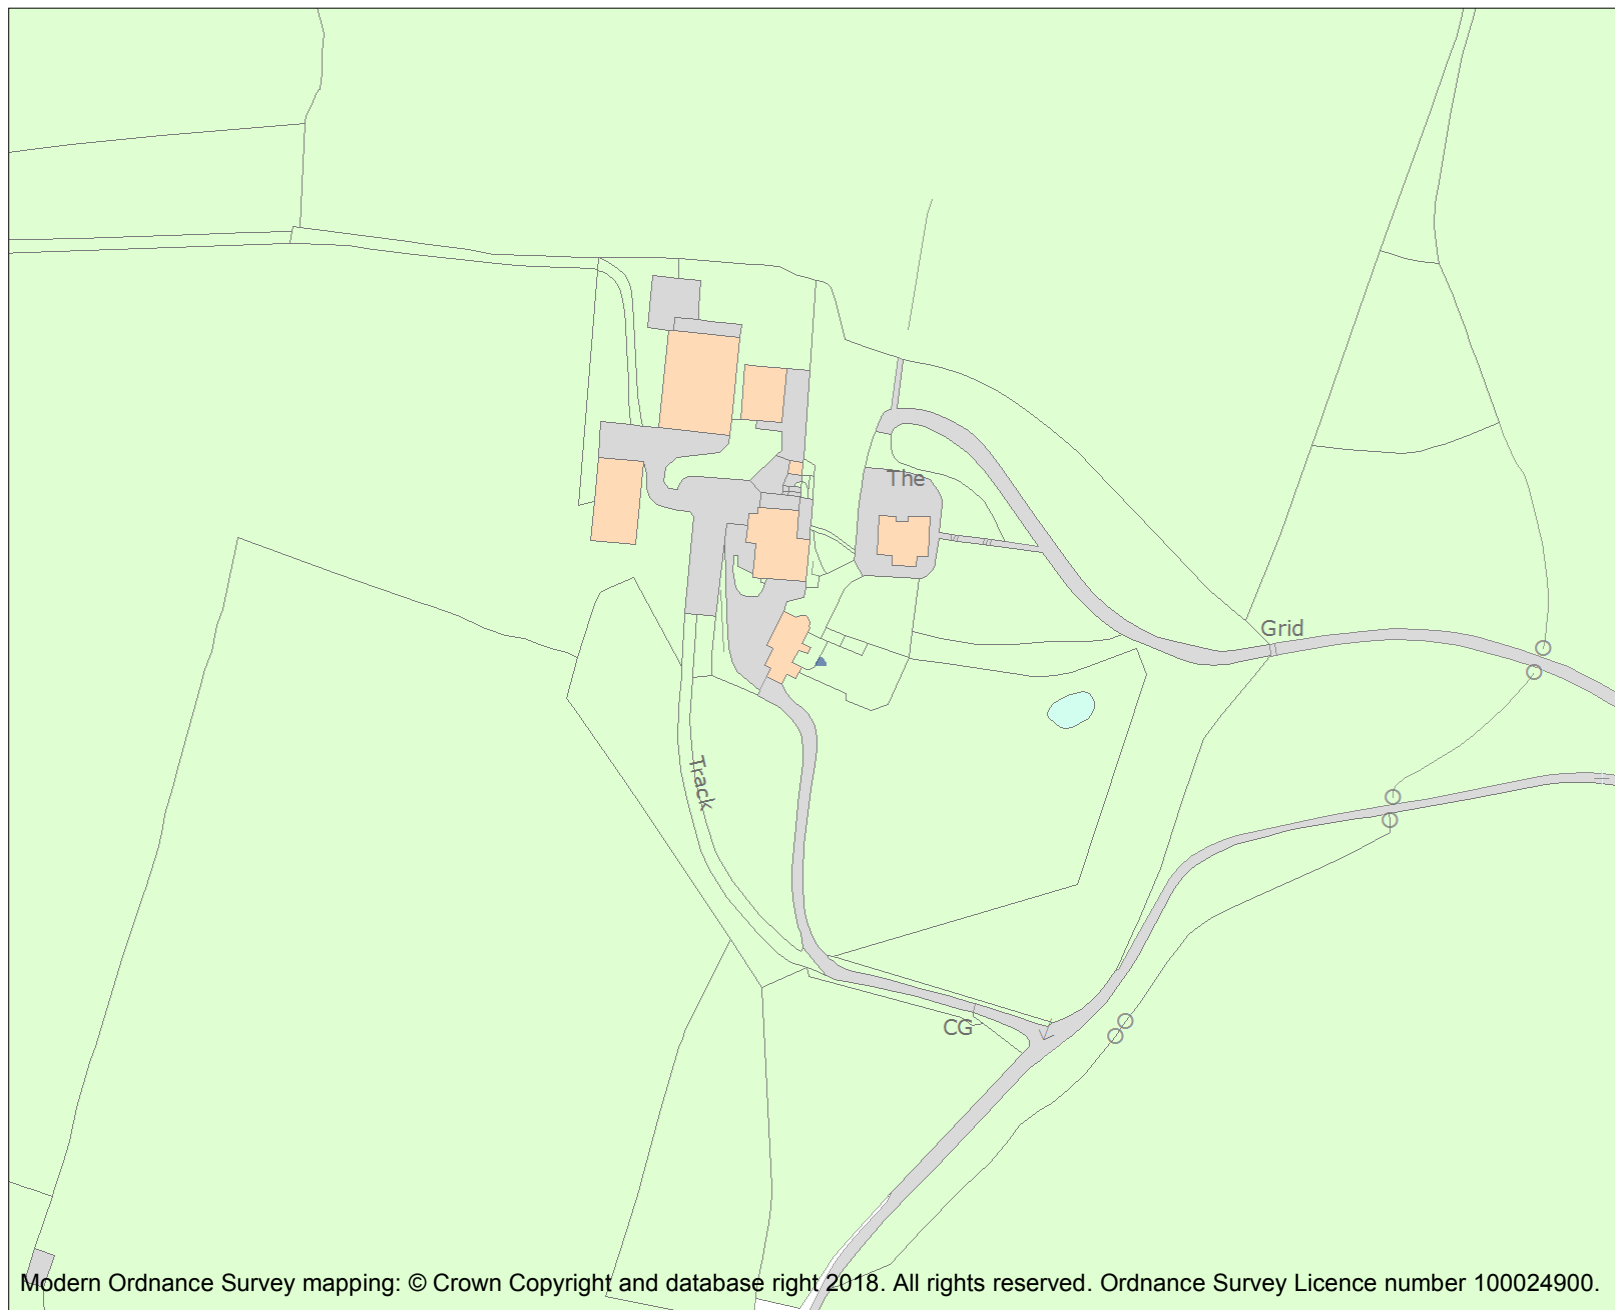 The
Grid
Track
CG
Modern Ordnance Survey mapping: © Crown Copyright and database right 2018. All rights reserved. Ordnance Survey Licence number 100024900.